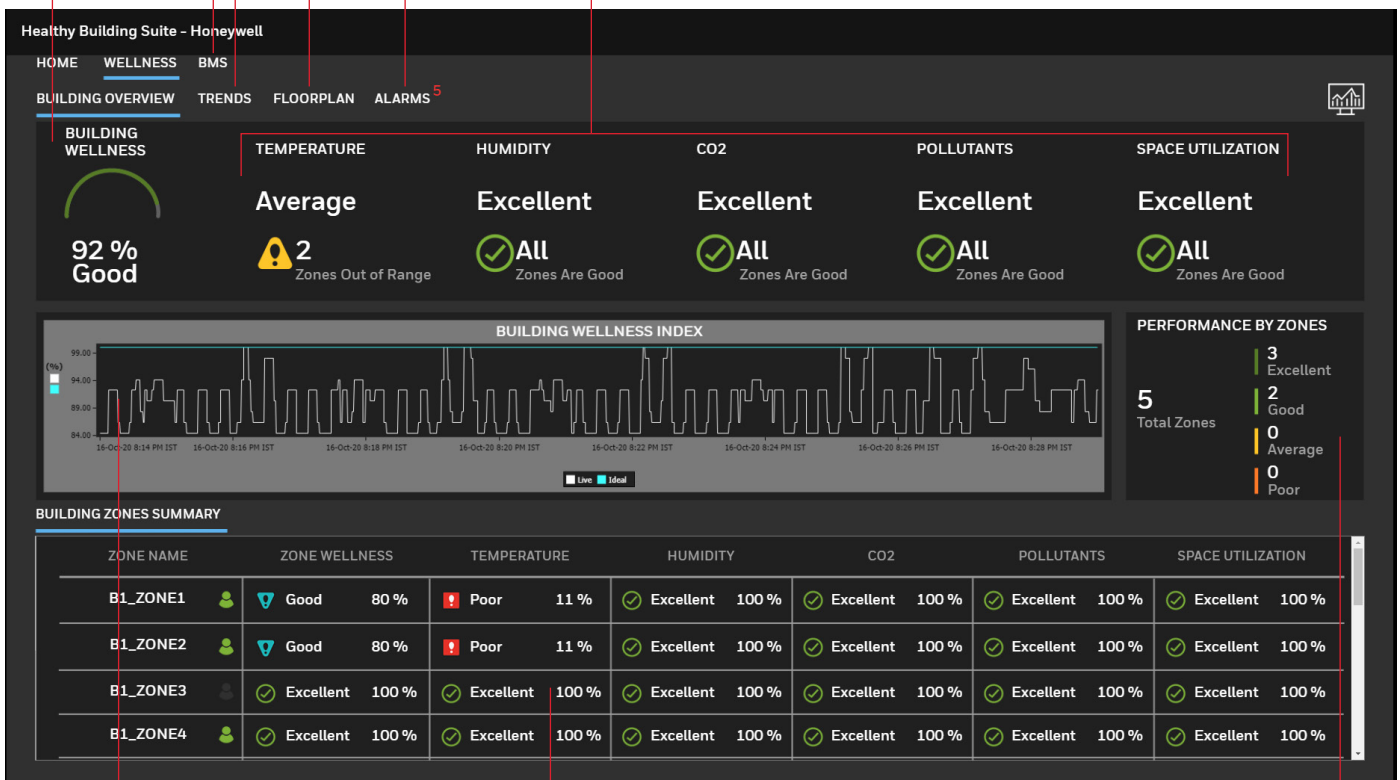 Healthy Building Suite - Honeywell
HOME WELLNESS BMS
BUILDING OVERVIEW TRENDS FLOORPLAN ALARMS 5
BUILDING
WELLNESS
92 %
Good
TEMPERATURE
Average
2
Zones Out of Range
HUMIDITY
Excellent
All
Zones Are Good
CO2
Excellent
All
Zones Are Good
POLLUTANTS
Excellent
All
Zones Are Good
SPACE UTILIZATION
Excellent
All
Zones Are Good
BUILDING WELLNESS INDEX
(%)
99.00
94.00
89.00
84.00
16-Oct-20 8:14 PM IST 16-Oct-20 8:16 PM IST 16-Oct-20 8:18 PM IST 16-Oct-20 8:20 PM IST 16-Oct-20 8:22 PM IST 16-Oct-20 8:24 PM IST 16-Oct-20 8:26 PM IST 16-Oct-20 8:28 PM IST
Live Ideal
PERFORMANCE BY ZONES
5
Total Zones
3
Excellent
2
Good
0
Average
0
Poor
BUILDING ZONES SUMMARY
ZONE NAME ZONE WELLNESS TEMPERATURE HUMIDITY CO2 POLLUTANTS SPACE UTILIZATION
B1_ZONE1 Good 80 % Poor 11 % Excellent 100 % Excellent 100 % Excellent 100 % Excellent 100 %
B1_ZONE2 Good 80 % Poor 11 % Excellent 100 % Excellent 100 % Excellent 100 % Excellent 100 %
B1_ZONE3 Excellent 100 % Excellent 100 % Excellent 100 % Excellent 100 % Excellent 100 % Excellent 100 %
B1_ZONE4 Excellent 100 % Excellent 100 % Excellent 100 % Excellent 100 % Excellent 100 % Excellent 100 %